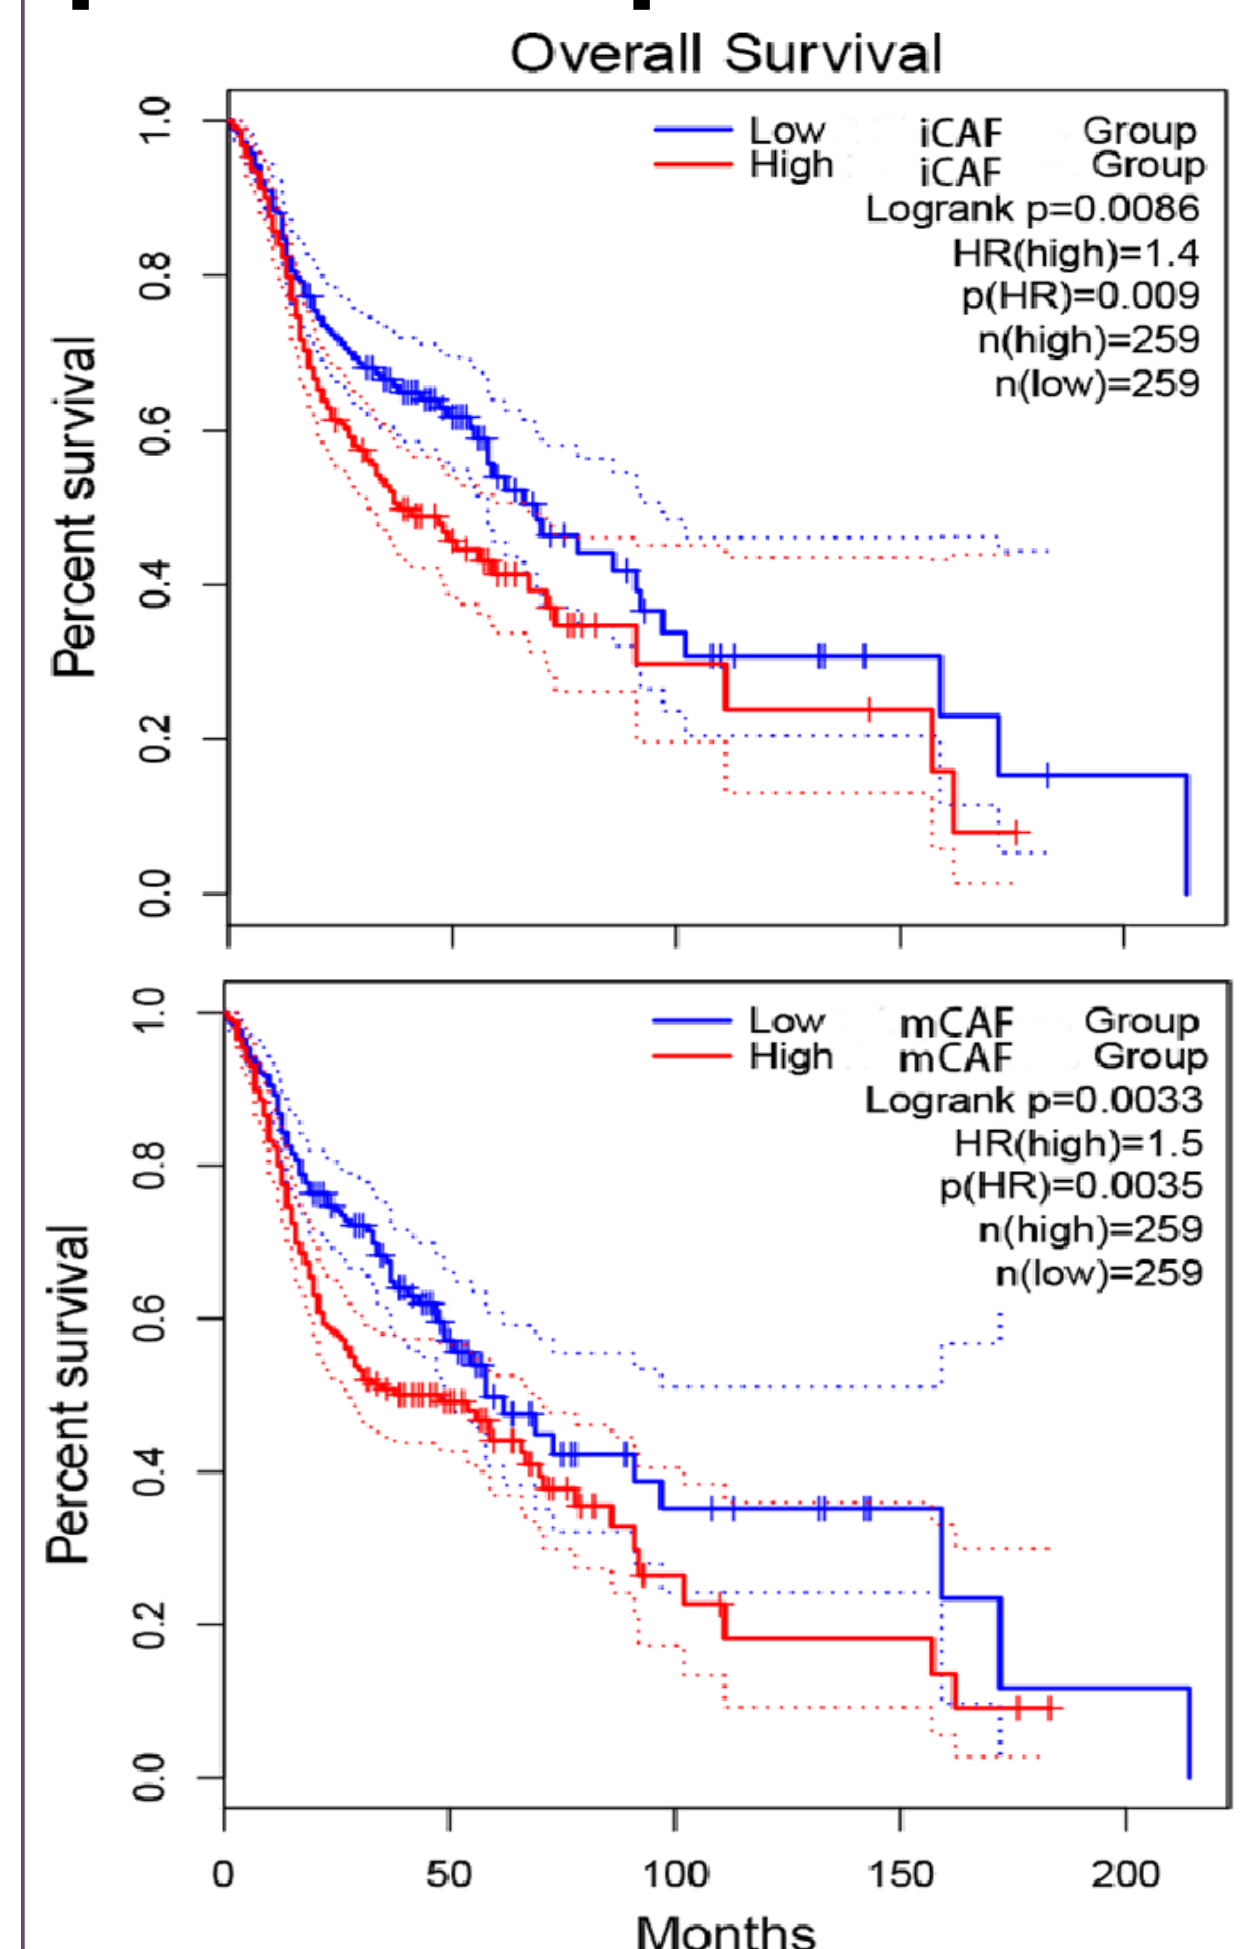 Overall Survival
Low iCAF Group
High iCAF Group
Logrank p=0.0086
HR(high)=1.4
p(HR)=0.009
n(high)=259
n(low)=259
Percent survival
1.0
0.8
0.6
0.4
0.2
0.0
Low mCAF Group
High mCAF Group
Logrank p=0.0033
HR(high)=1.5
p(HR)=0.0035
n(high)=259
n(low)=259
Percent survival
1.0
0.8
0.6
0.4
0.2
0.0
0 50 100 150 200
Months